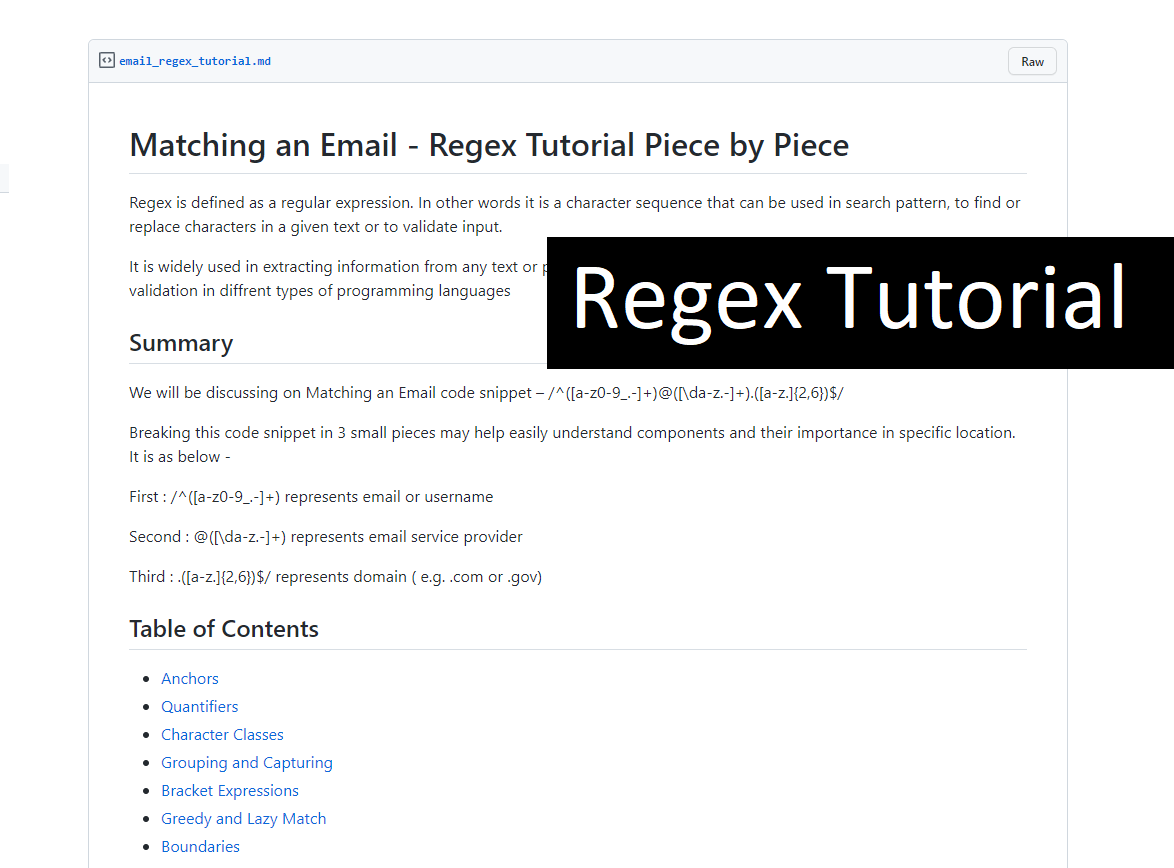 email_regex_tutorial.md
Raw
Matching an Email - Regex Tutorial Piece by Piece
Regex is defined as a regular expression. In other words it is a character sequence that can be used in search pattern, to find or
replace characters in a given text or to validate input.
It is widely used in extracting information from any text or
validation in diffrent types of programming languages
Regex Tutorial
Summary
We will be discussing on Matching an Email code snippet – /^([a-z0-9_.-]+)@([\da-z.-]+).([a-z.]{2,6})$/
Breaking this code snippet in 3 small pieces may help easily understand components and their importance in specific location.
It is as below -
First : /^([a-z0-9_.-]+) represents email or username
Second : @([\da-z.-]+) represents email service provider
Third : .([a-z.]{2,6})$/ represents domain ( e.g. .com or .gov)
Table of Contents
Anchors
Quantifiers
Character Classes
Grouping and Capturing
Bracket Expressions
Greedy and Lazy Match
Boundaries